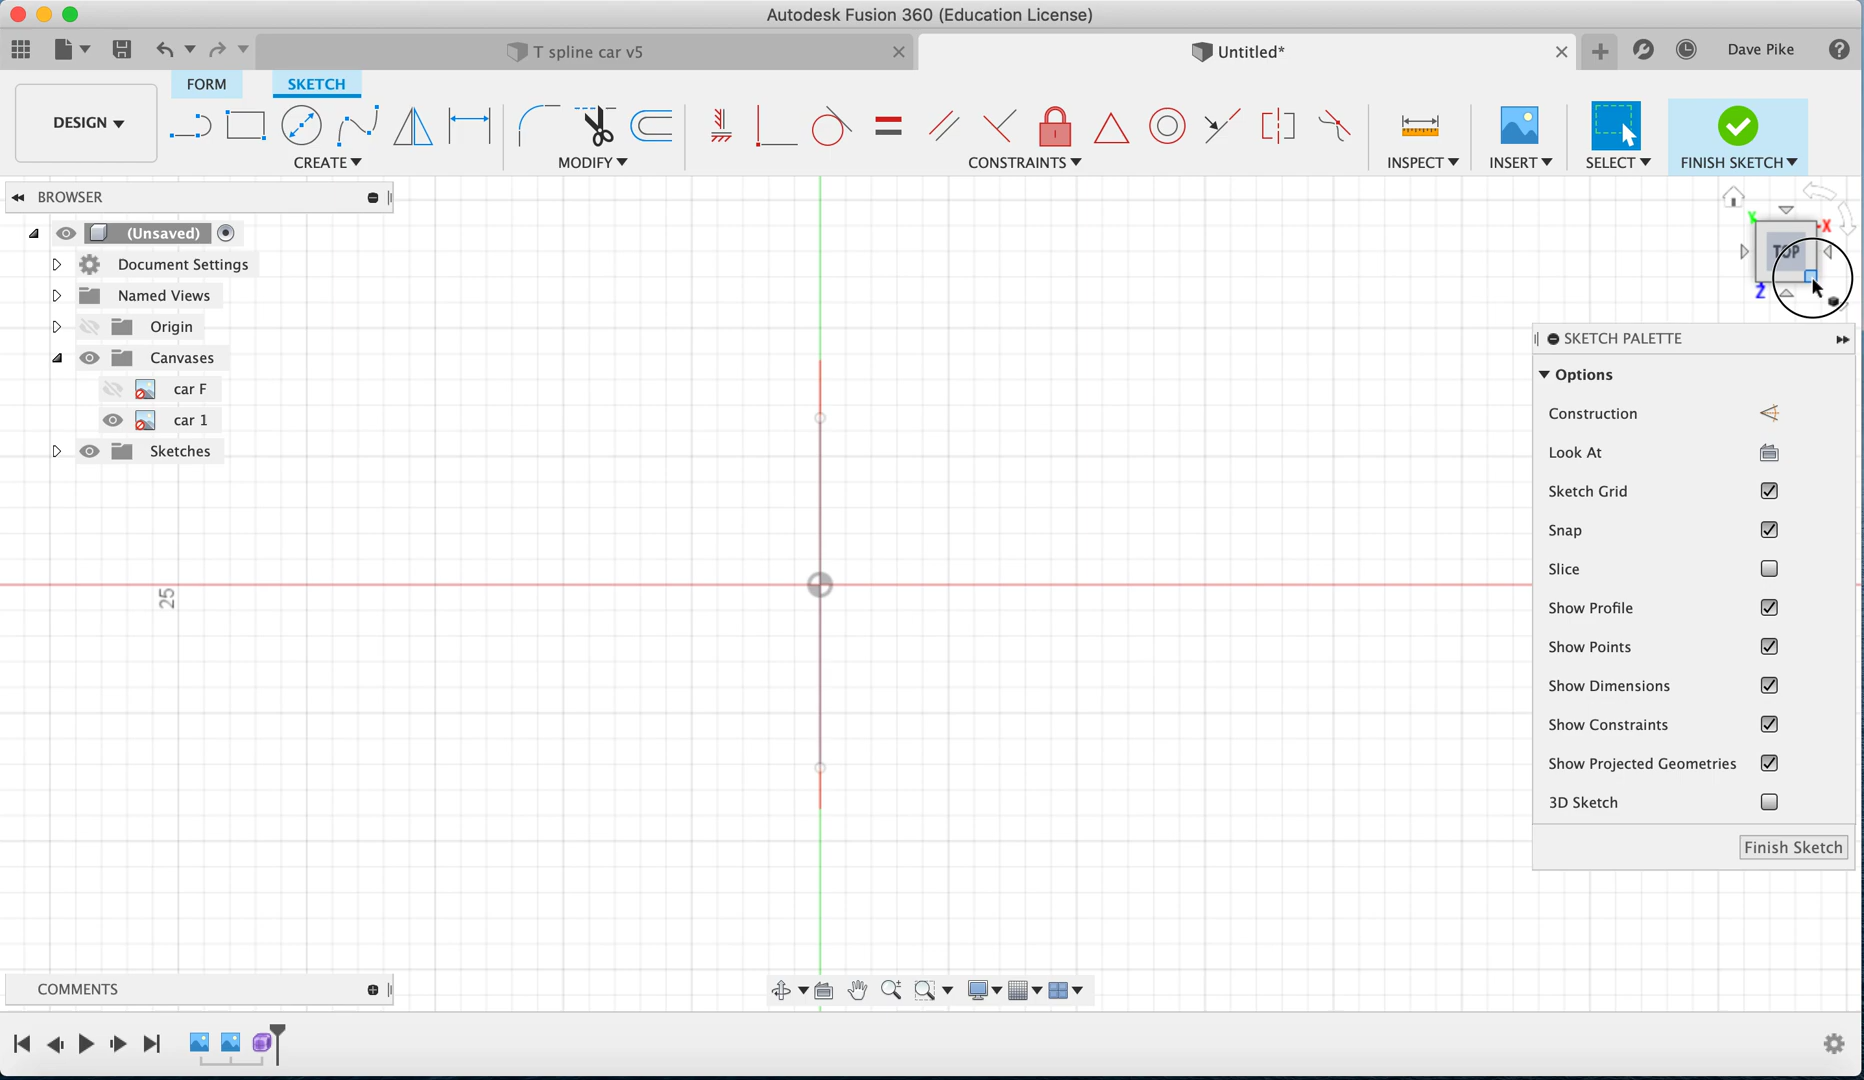 Autodesk Fusion 360 (Education License)
T spline car v5
Untitled*
Dave Pike
FORM
SKETCH
DESIGN
CREATE
MODIFY
CONSTRAINTS
INSPECT
INSERT
SELECT
FINISH SKETCH
BROWSER
(Unsaved)
Document Settings
Named Views
Origin
Canvases
car F
car 1
Sketches
Y
X
TOP
Z
SKETCH PALETTE
Options
Construction
Look At
Sketch Grid
Snap
Slice
Show Profile
Show Points
Show Dimensions
Show Constraints
Show Projected Geometries
3D Sketch
Finish Sketch
25
COMMENTS